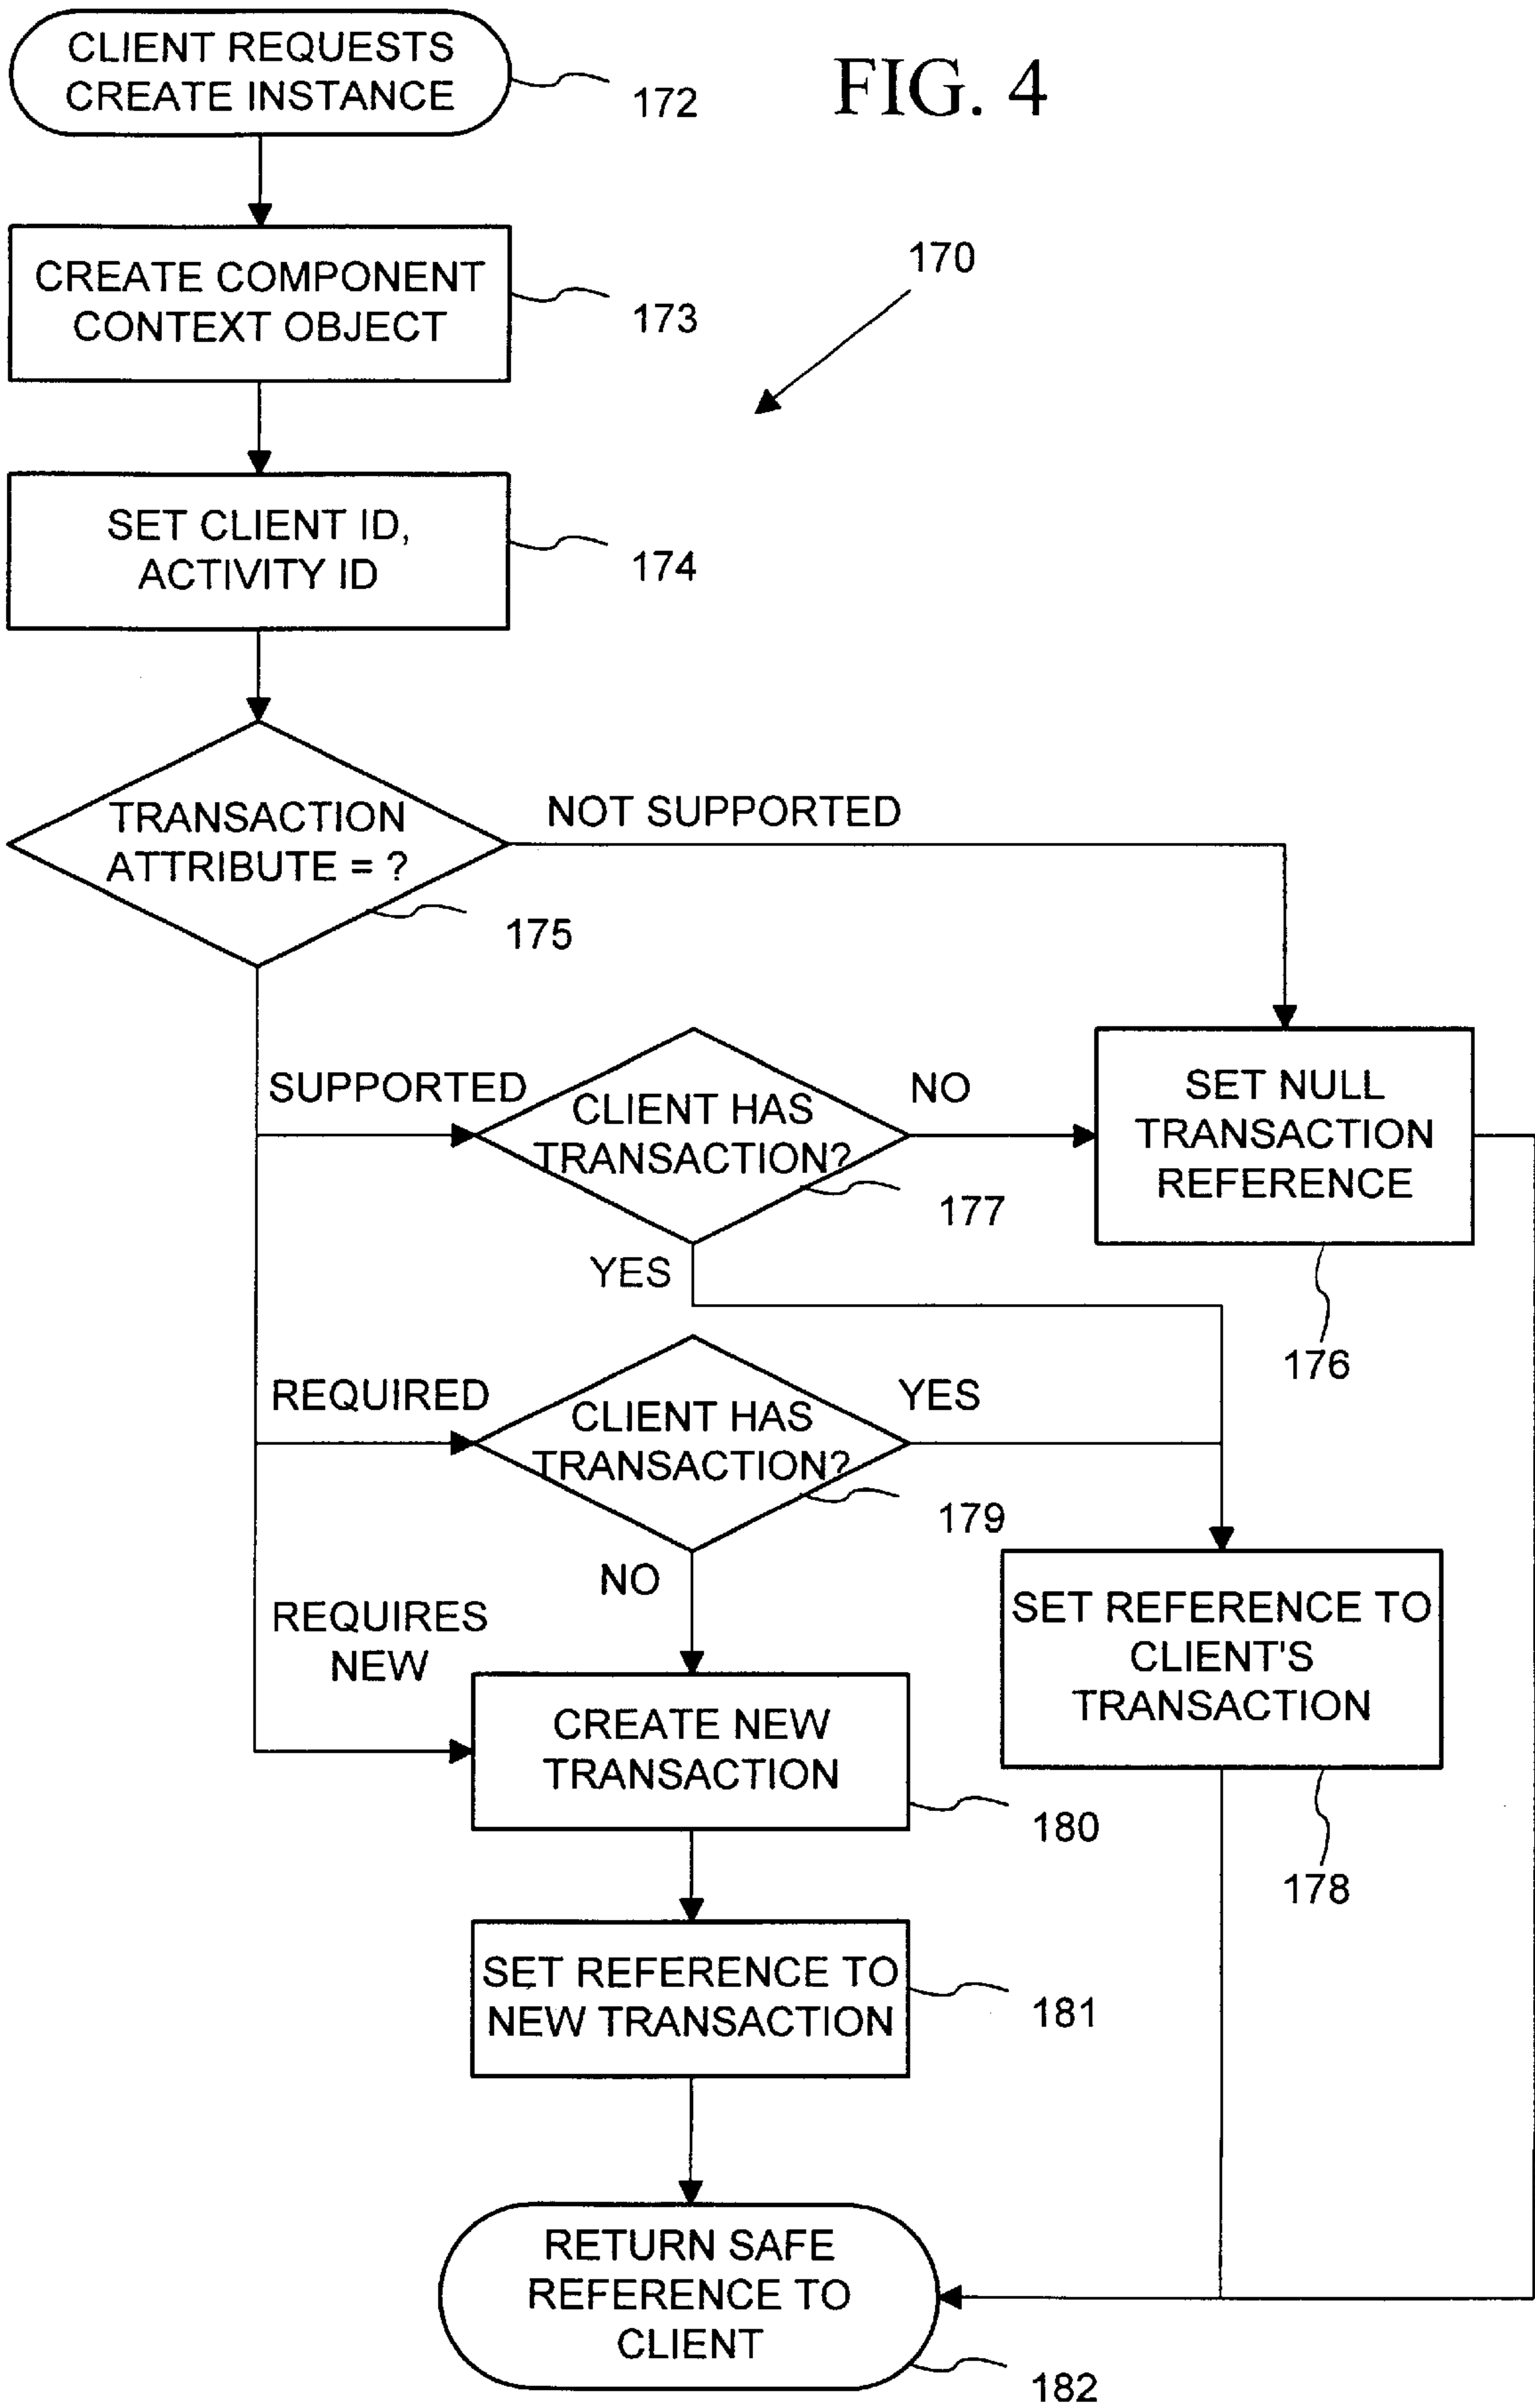 CLIENT REQUESTS
CREATE INSTANCE
172
FIG. 4
CREATE COMPONENT
CONTEXT OBJECT
173
170
SET CLIENT ID,
ACTIVITY ID
174
TRANSACTION
ATTRIBUTE = ?
175
NOT SUPPORTED
SUPPORTED
CLIENT HAS
TRANSACTION?
177
NO
YES
SET NULL
TRANSACTION
REFERENCE
176
REQUIRED
CLIENT HAS
TRANSACTION?
179
YES
NO
REQUIRES
NEW
SET REFERENCE TO
CLIENT'S
TRANSACTION
178
CREATE NEW
TRANSACTION
180
SET REFERENCE TO
NEW TRANSACTION
181
RETURN SAFE
REFERENCE TO
CLIENT
182